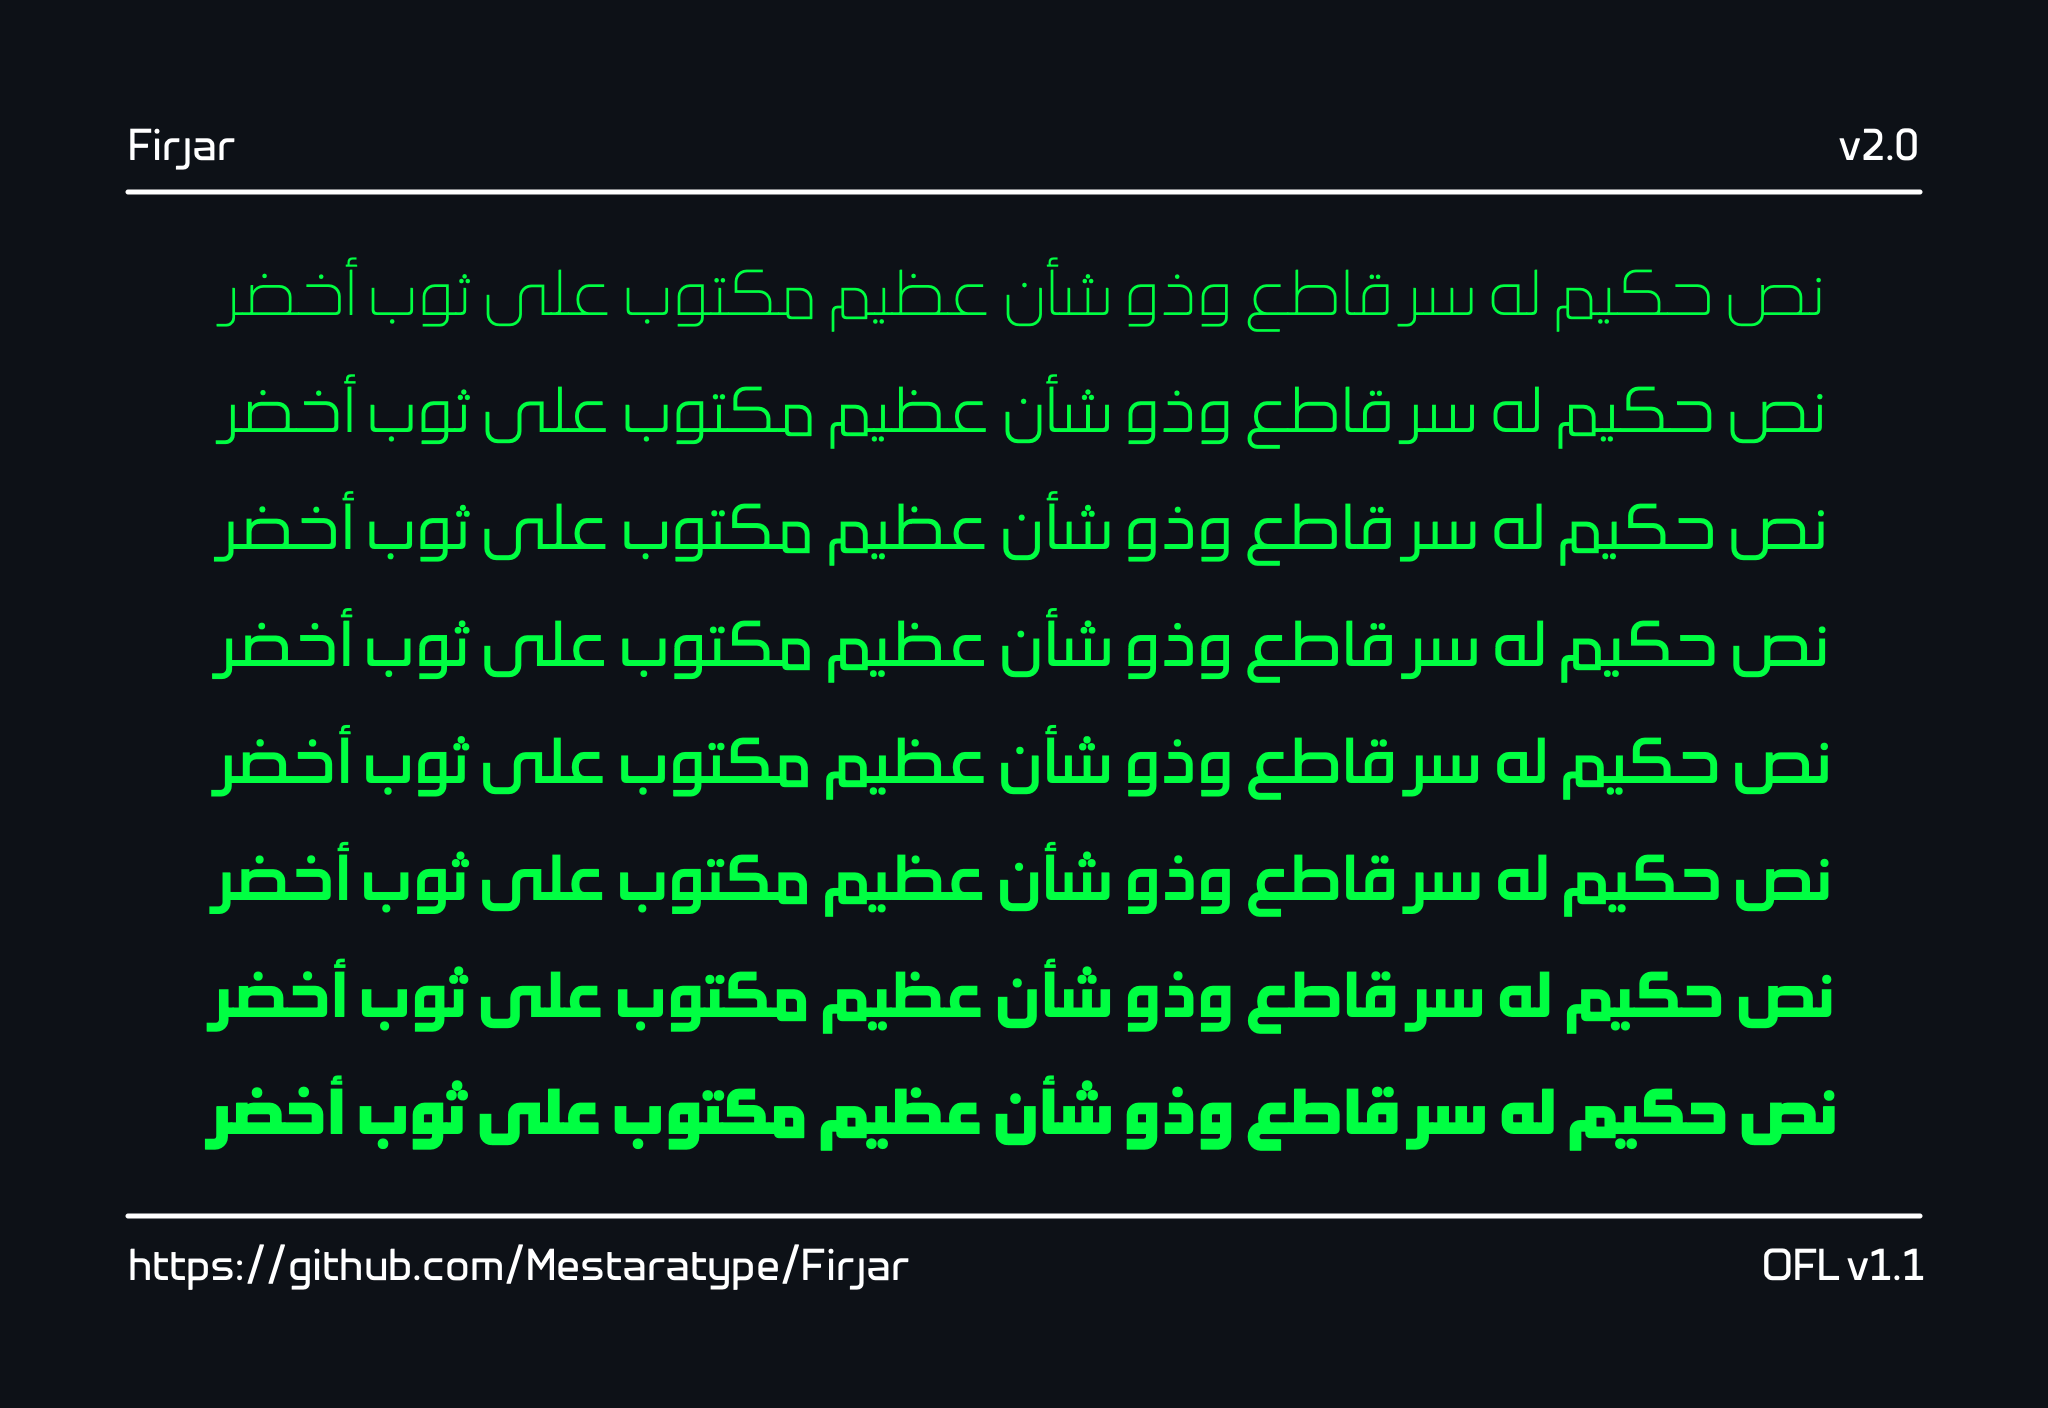 Firjar
v2.0
نص حكيم له سر قاطع وذو شأن عظيم مكتوب على ثوب أخضر
نص حكيم له سر قاطع وذو شأن عظيم مكتوب على ثوب أخضر
نص حكيم له سر قاطع وذو شأن عظيم مكتوب على ثوب أخضر
نص حكيم له سر قاطع وذو شأن عظيم مكتوب على ثوب أخضر
نص حكيم له سر قاطع وذو شأن عظيم مكتوب على ثوب أخضر
نص حكيم له سر قاطع وذو شأن عظيم مكتوب على ثوب أخضر
نص حكيم له سر قاطع وذو شأن عظيم مكتوب على ثوب أخضر
نص حكيم له سر قاطع وذو شأن عظيم مكتوب على ثوب أخضر
https://github.com/Mestaratype/Firjar
OFL v1.1